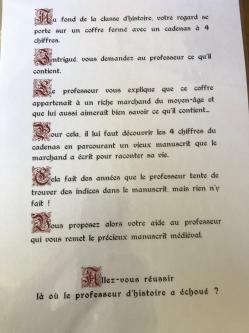 Au fond de la classe d'histoire, votre regard se
porte sur un coffre fermé avec un cadenas à 4
chiffres.
Intrigué, vous demandez au professeur ce qu'il
contient.
Le professeur vous explique que ce coffre
appartenait à un riche marchand du moyen-âge et
que lui aussi aimerait bien savoir ce qu'il contient...
Pour cela, il lui faut découvrir les 4 chiffres du
cadenas en parcourant un vieux manuscrit que le
marchand a écrit pour raconter sa vie.
Cela fait des années que le professeur tente de
trouver des indices dans le manuscrit, mais rien n'y
fait !
Vous proposez alors votre aide au professeur
qui vous remet le précieux manuscrit médiéval.
Allez-vous réussir
là où le professeur d'histoire a échoué ?